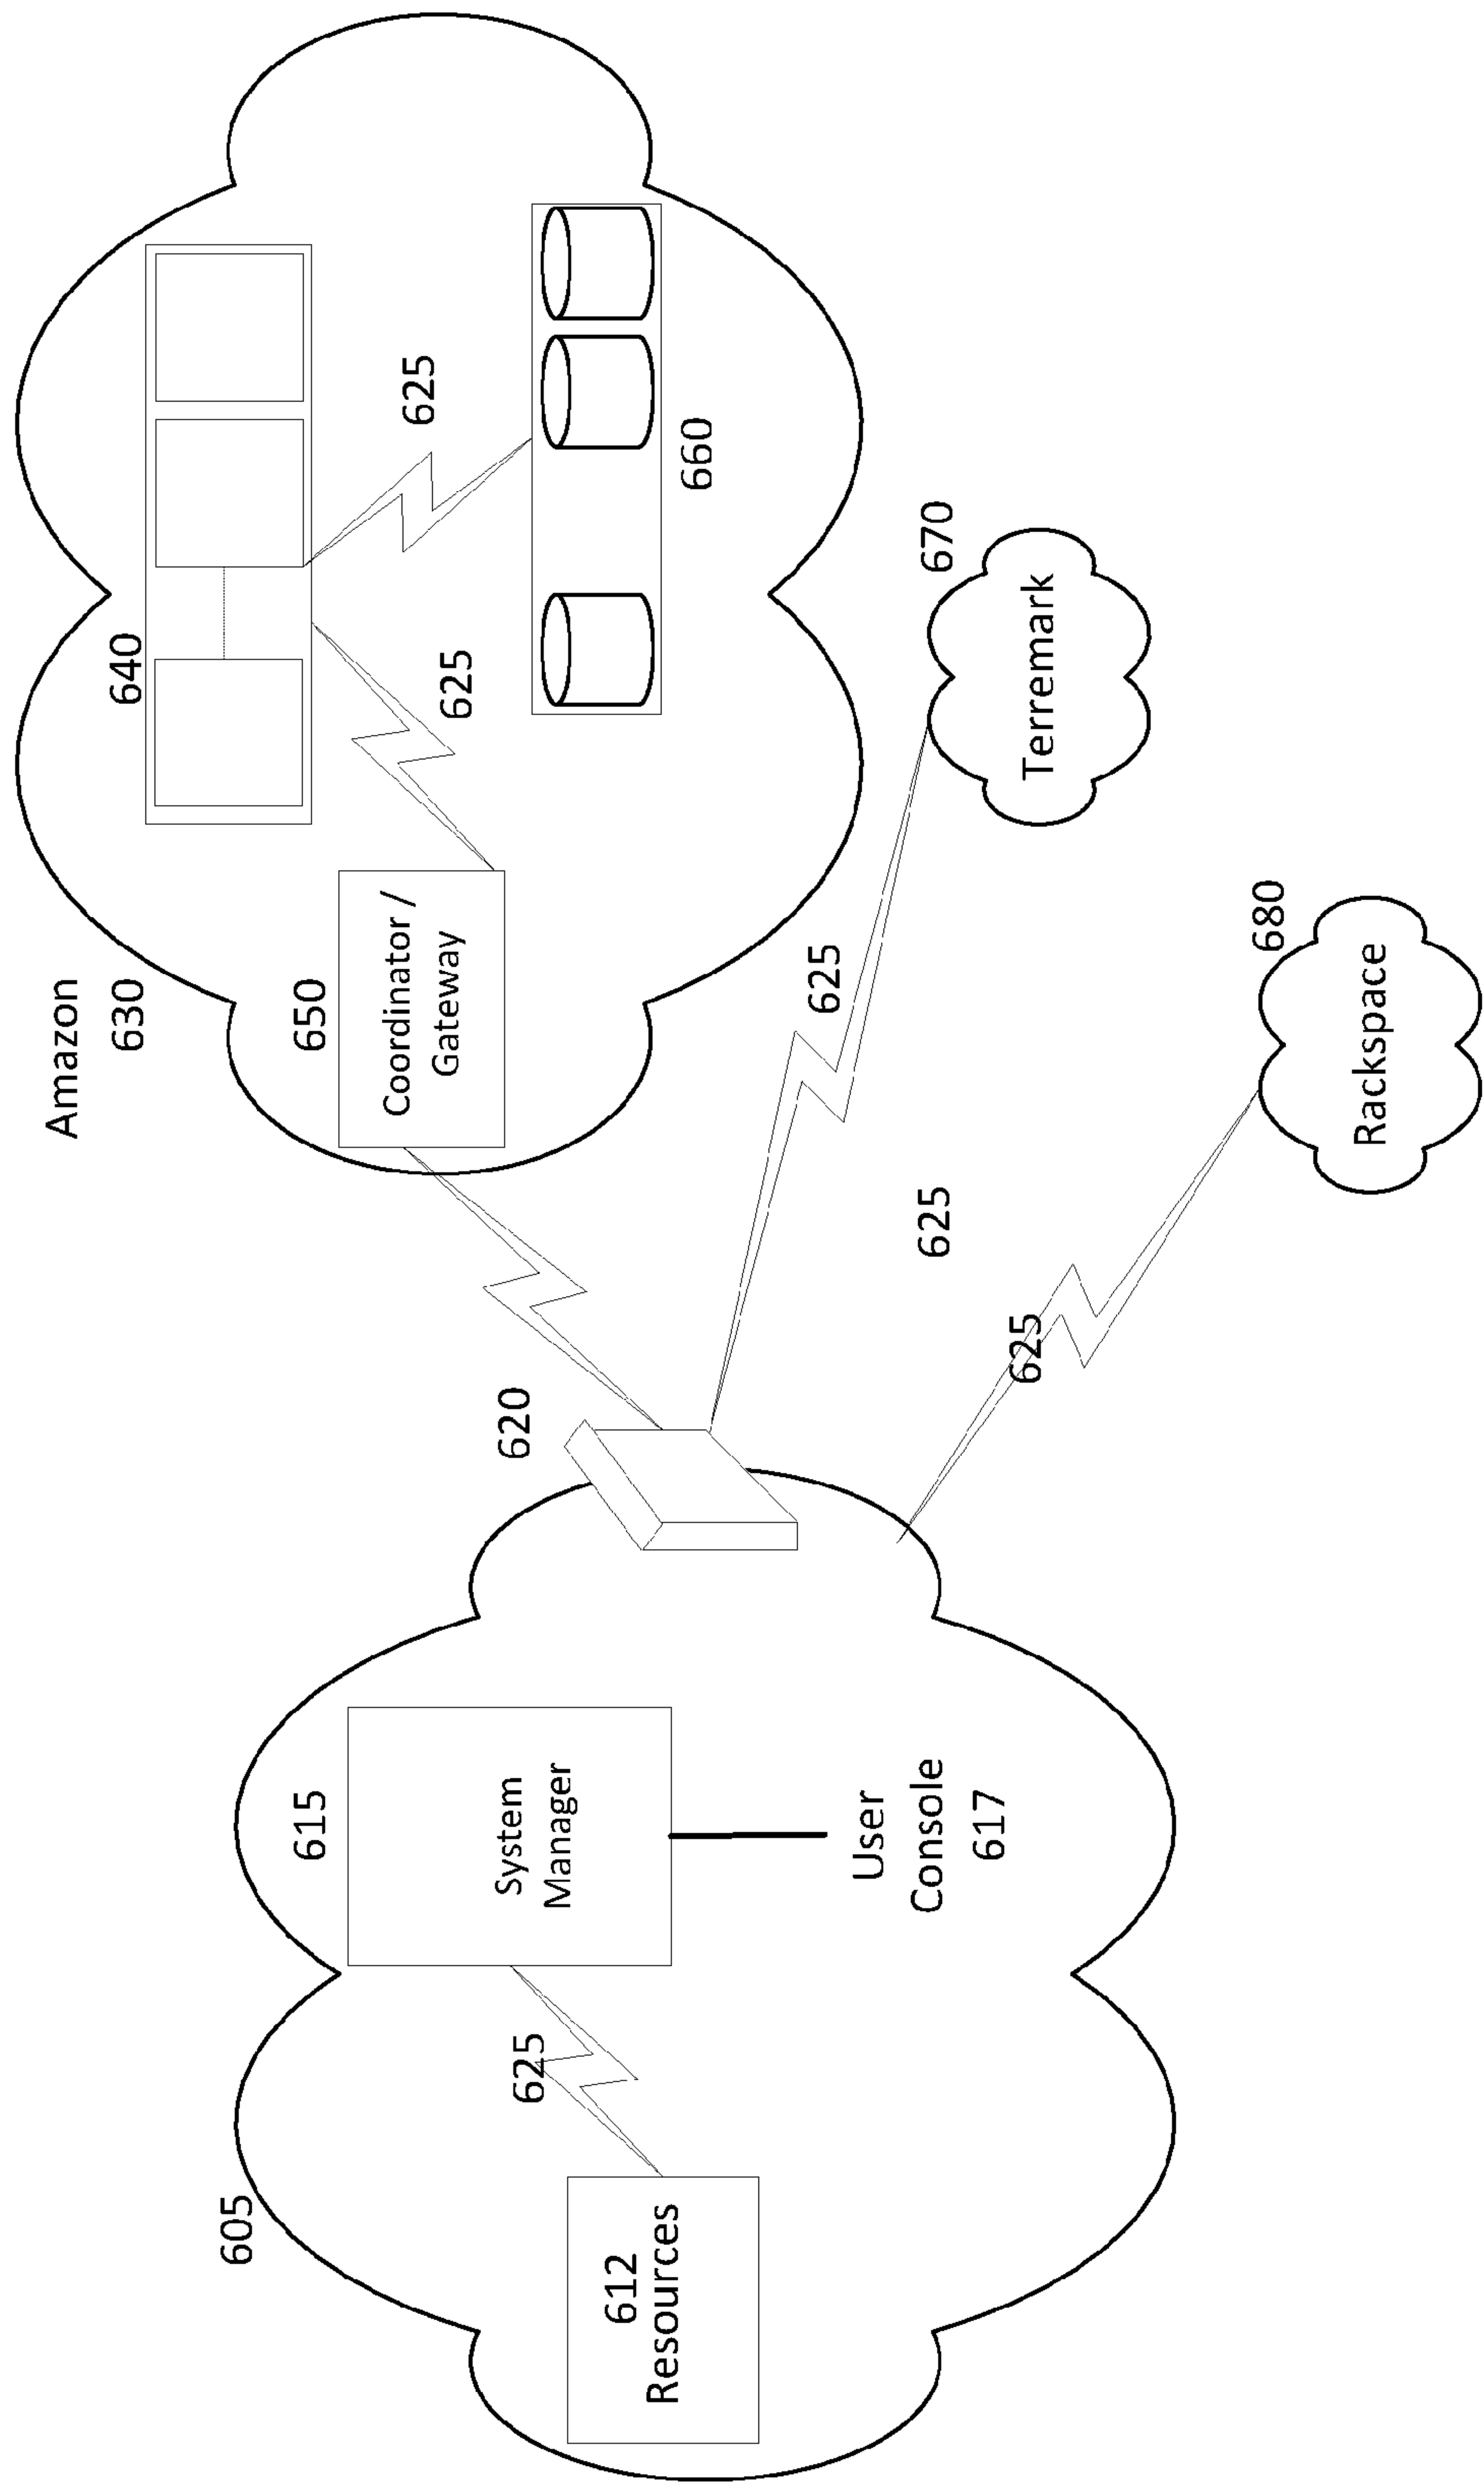 Amazon
630
640
605
615
650
Coordinator /
Gateway
625
625
System
Manager
620
625
612
Resources
660
625
User
Console
617
625
670
625
Terremark
680
Rackspace